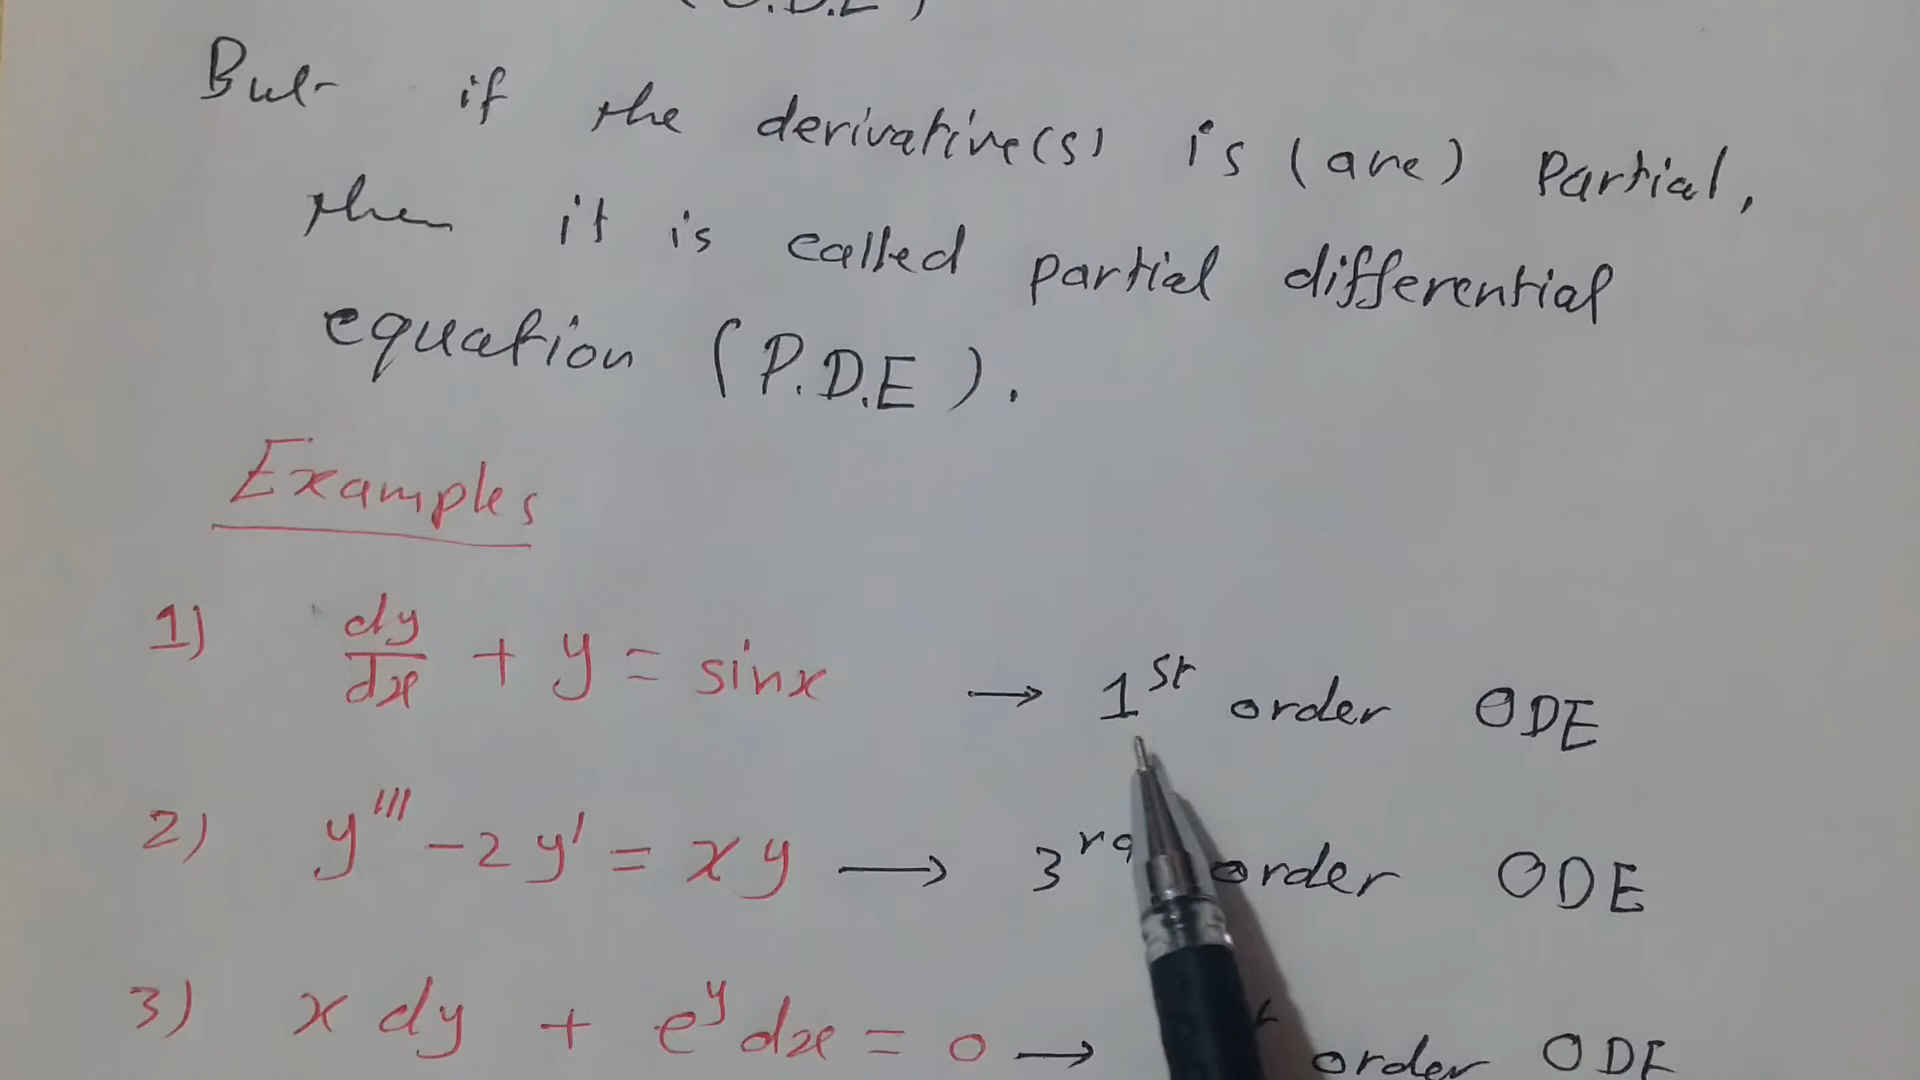 But if the derivative(s) is (are) Partial,
then it is called partial differential
equation (P.D.E).
Examples
1) dy/dx + y = sinx → 1st order ODE
2) y''' - 2y' = xy → 3rd order ODE
3) x dy + e^y dx = 0 → order ODE